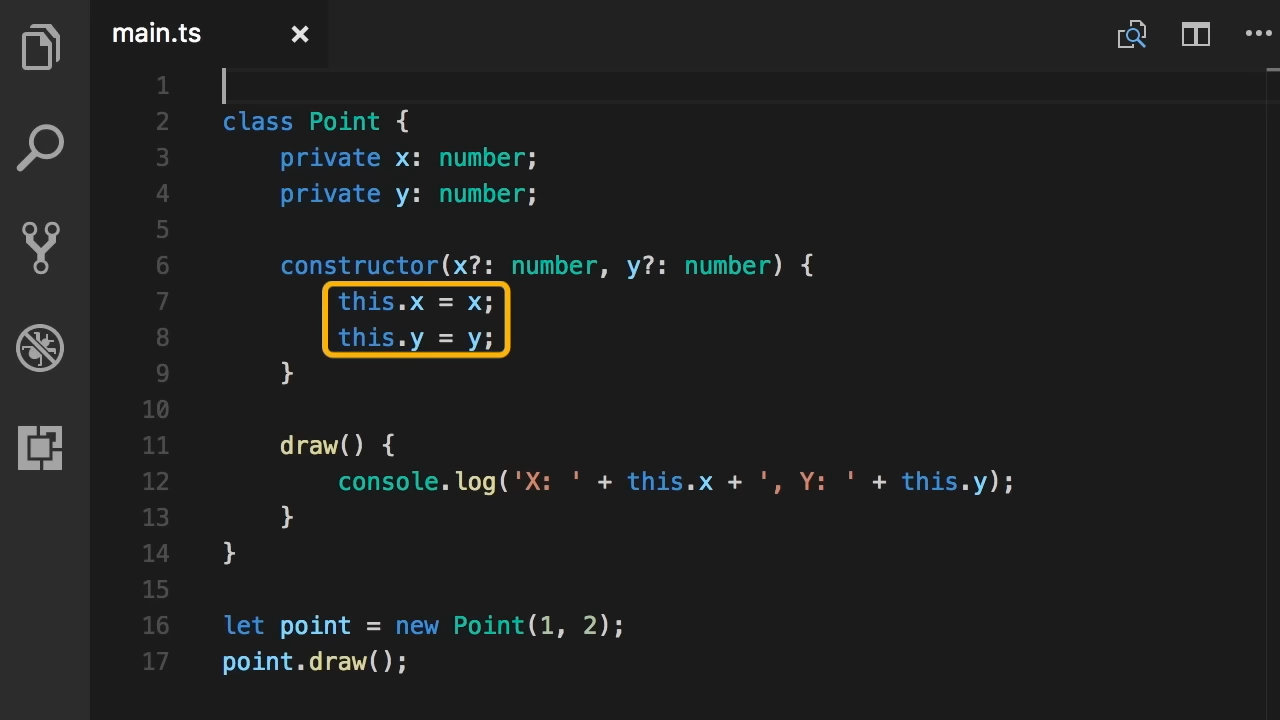 main.ts
1
2 class Point {
3     private x: number;
4     private y: number;
5
6     constructor(x?: number, y?: number) {
7         this.x = x;
8         this.y = y;
9     }
10
11     draw() {
12         console.log('X: ' + this.x + ', Y: ' + this.y);
13     }
14 }
15
16 let point = new Point(1, 2);
17 point.draw();